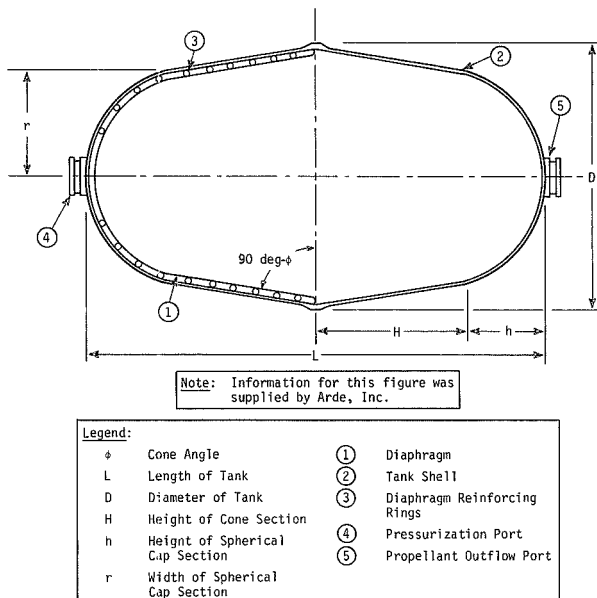 3
2
5
r
D
4
90 deg-ϕ
1
H
h
L
Note: Information for this figure was
supplied by Arde, Inc.
Legend:
ϕ Cone Angle
L Length of Tank
D Diameter of Tank
H Height of Cone Section
h Height of Spherical
Cap Section
r Width of Spherical
Cap Section
1 Diaphragm
2 Tank Shell
3 Diaphragm Reinforcing
Rings
4 Pressurization Port
5 Propellant Outflow Port